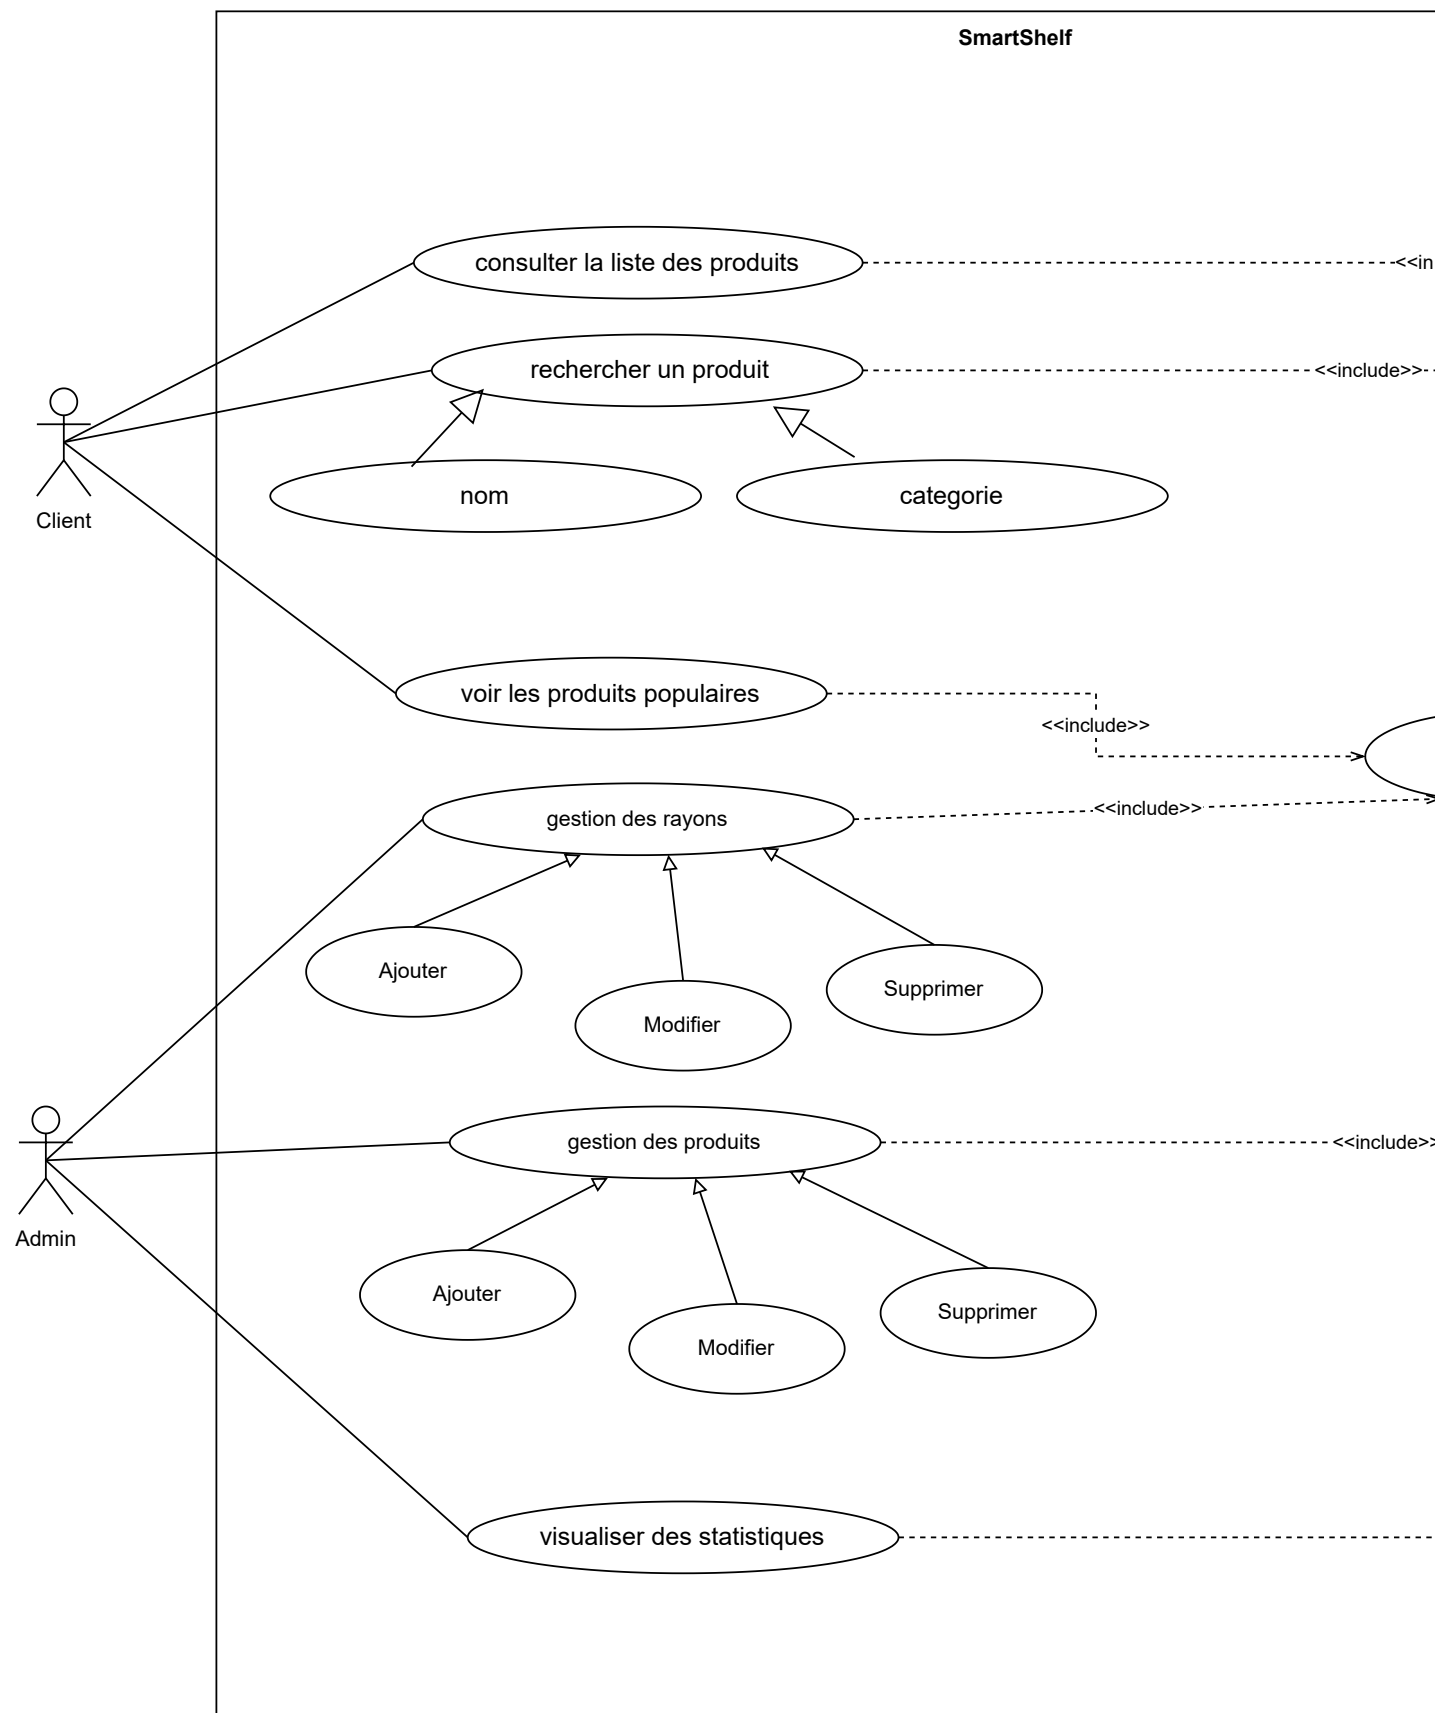 SmartShelf
consulter la liste des produits
<<in
rechercher un produit
<<include>>
nom
categorie
Client
voir les produits populaires
<<include>>
gestion des rayons
<<include>>
Ajouter
Supprimer
Modifier
gestion des produits
<<include>>
Admin
Ajouter
Supprimer
Modifier
visualiser des statistiques